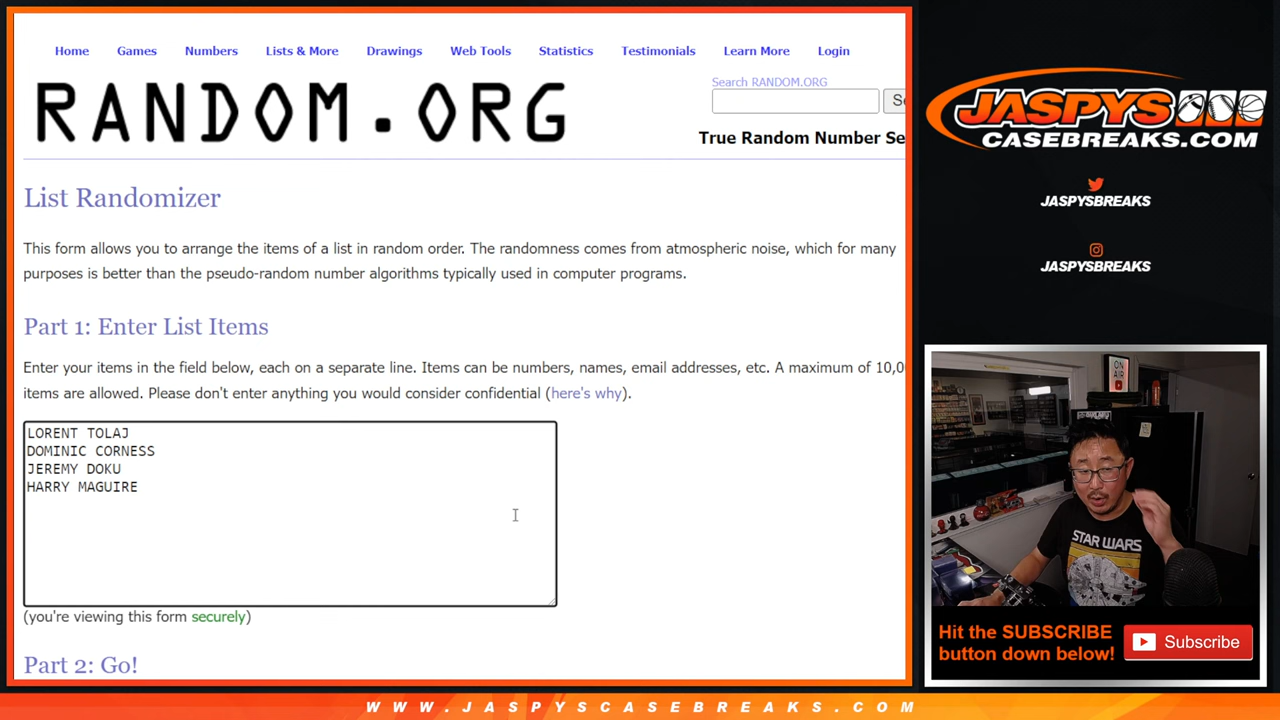 Home Games Numbers Lists & More Drawings Web Tools Statistics Testimonials Learn More Login
RANDOM.ORG
Search RANDOM.ORG
True Random Number Se
List Randomizer
This form allows you to arrange the items of a list in random order. The randomness comes from atmospheric noise, which for many
purposes is better than the pseudo-random number algorithms typically used in computer programs.
Part 1: Enter List Items
Enter your items in the field below, each on a separate line. Items can be numbers, names, email addresses, etc. A maximum of 10,0
items are allowed. Please don't enter anything you would consider confidential (here's why).
LORENT TOLAJ
DOMINIC CORNESS
JEREMY DOKU
HARRY MAGUIRE
(you're viewing this form securely)
Part 2: Go!
JASPYS
CASEBREAKS.COM
JASPYSBREAKS
JASPYSBREAKS
ON AIR
STAR WARS
Hit the SUBSCRIBE
button down below!
Subscribe
WWW.JASPYSCASEBREAKS.COM